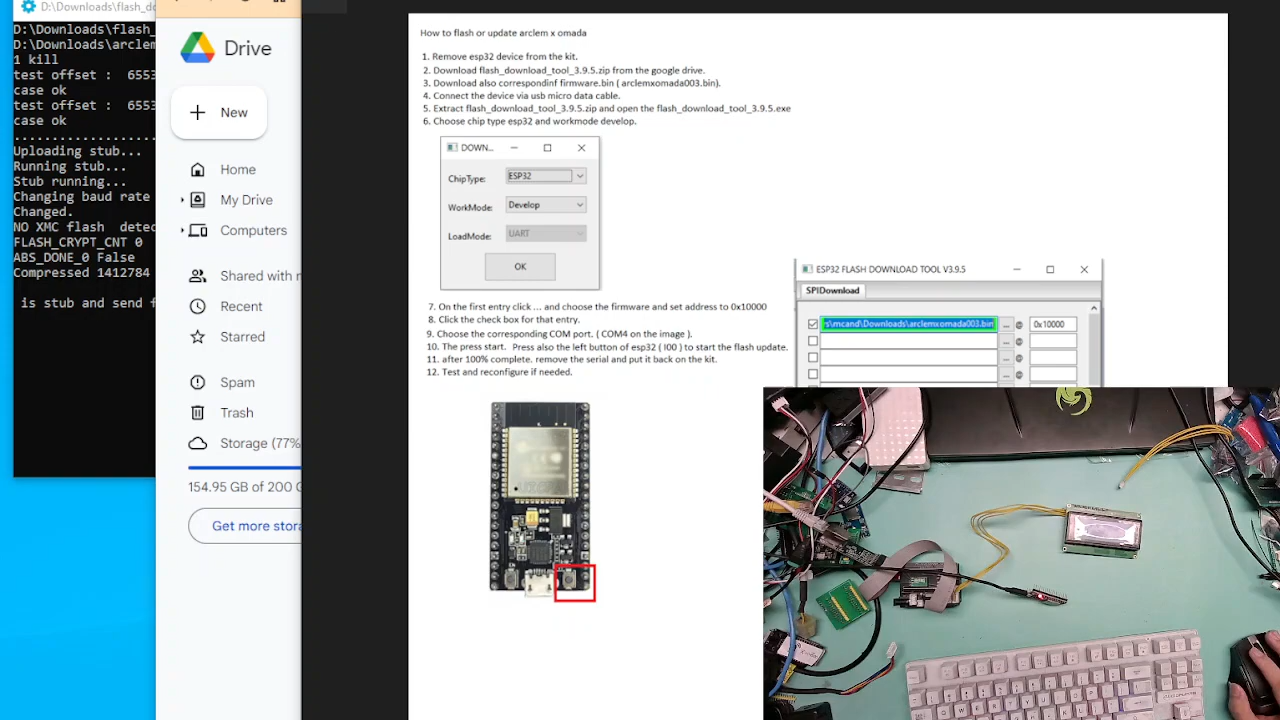 D:\Downloads\flash_do
D:\Downloads\flash_
D:\Downloads\arclem
1 kill
test offset :  6553
case ok
test offset :  6553
case ok
..................
Uploading stub...
Running stub...
Stub running...
Changing baud rate
Changed.
NO XMC flash  detec
FLASH_CRYPT_CNT 0
ABS_DONE_0 False
Compressed 1412784
is stub and send f
Drive
New
Home
My Drive
Computers
Shared with m
Recent
Starred
Spam
Trash
Storage (77%
154.95 GB of 200 G
Get more stora
How to flash or update arclem x omada
1. Remove esp32 device from the kit.
2. Download flash_download_tool_3.9.5.zip from the google drive.
3. Download also correspondinf firmware.bin ( arclemxomada003.bin).
4. Connect the device via usb micro data cable.
5. Extract flash_download_tool_3.9.5.zip and open the flash_download_tool_3.9.5.exe
6. Choose chip type esp32 and workmode develop.
DOWN...
ChipType: ESP32
WorkMode: Develop
LoadMode: UART
OK
7. On the first entry click ... and choose the firmware and set address to 0x10000
8. Click the check box for that entry.
9. Choose the corresponding COM port. ( COM4 on the image ).
10. The press start. Press also the left button of esp32 ( I00 ) to start the flash update.
11. after 100% complete. remove the serial and put it back on the kit.
12. Test and reconfigure if needed.
ESP32 FLASH DOWNLOAD TOOL V3.9.5
SPIDownload
s\mcand\Downloads\arclemxomada003.bin ... @ 0x10000
... @
... @
... @